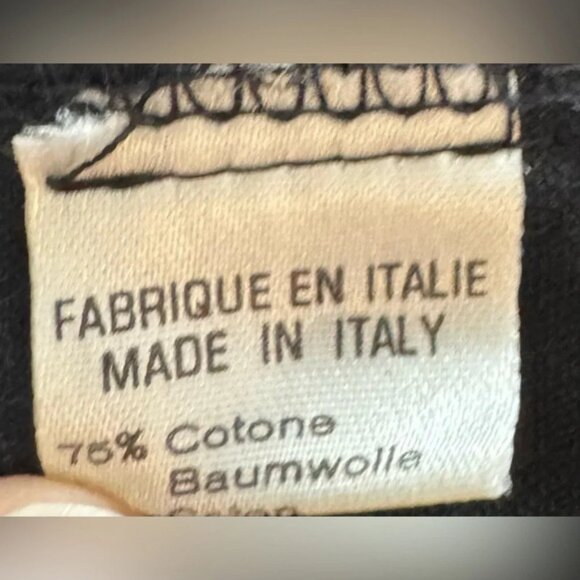 FABRIQUE EN ITALIE
MADE IN ITALY
75% Cotone
Baumwolle